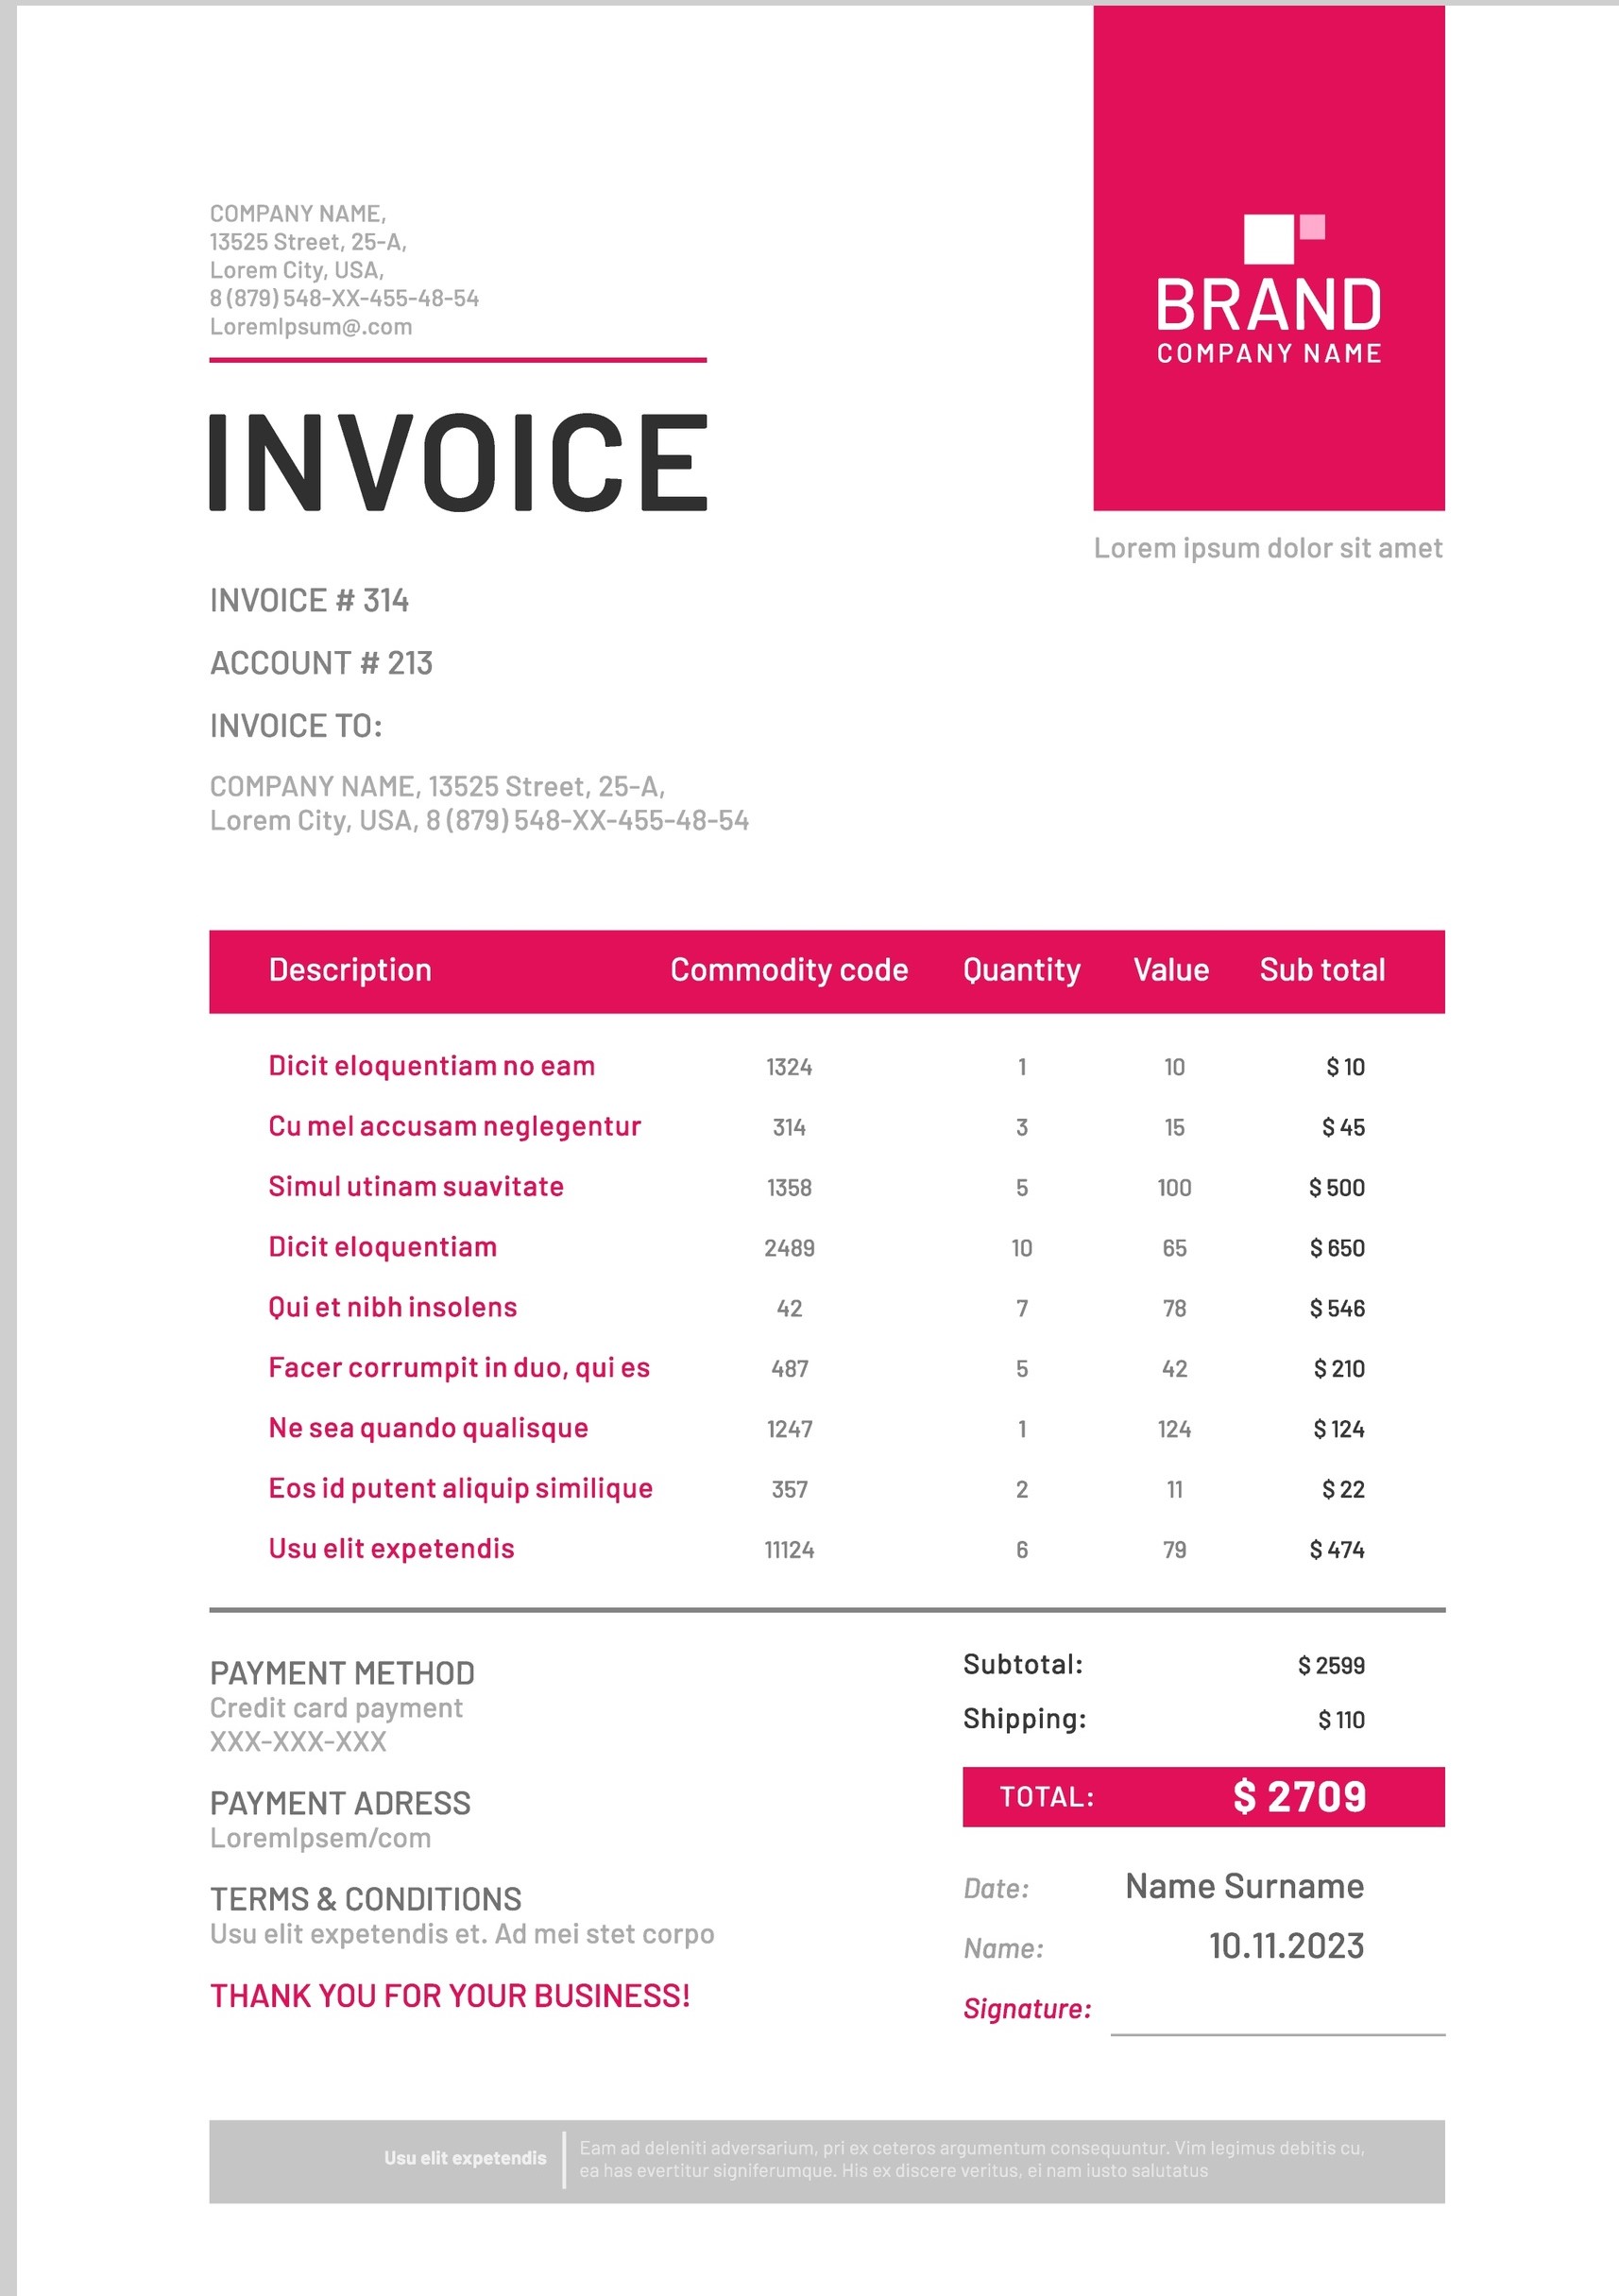 COMPANY NAME,
13525 Street, 25-A,
Lorem City, USA,
8 (879) 548-XX-455-48-54
LoremIpsum@.com
BRAND
COMPANY NAME
INVOICE
Lorem ipsum dolor sit amet
INVOICE # 314
ACCOUNT # 213
INVOICE TO:
COMPANY NAME, 13525 Street, 25-A,
Lorem City, USA, 8 (879) 548-XX-455-48-54
Description Commodity code Quantity Value Sub total
Dicit eloquentiam no eam 1324 1 10 $ 10
Cu mel accusam neglegentur 314 3 15 $ 45
Simul utinam suavitate 1358 5 100 $ 500
Dicit eloquentiam 2489 10 65 $ 650
Qui et nibh insolens 42 7 78 $ 546
Facer corrumpit in duo, qui es 487 5 42 $ 210
Ne sea quando qualisque 1247 1 124 $ 124
Eos id putent aliquip similique 357 2 11 $ 22
Usu elit expetendis 11124 6 79 $ 474
PAYMENT METHOD
Credit card payment
XXX-XXX-XXX
PAYMENT ADRESS
LoremIpsem/com
TERMS & CONDITIONS
Usu elit expetendis et. Ad mei stet corpo
THANK YOU FOR YOUR BUSINESS!
Subtotal: $ 2599
Shipping: $ 110
TOTAL: $ 2709
Date: Name Surname
Name: 10.11.2023
Signature:
Usu elit expetendis
Eam ad deleniti adversarium, pri ex ceteros argumentum consequuntur. Vim legimus debitis cu,
ea has evertitur signiferumque. His ex discere veritus, ei nam iusto salutatus